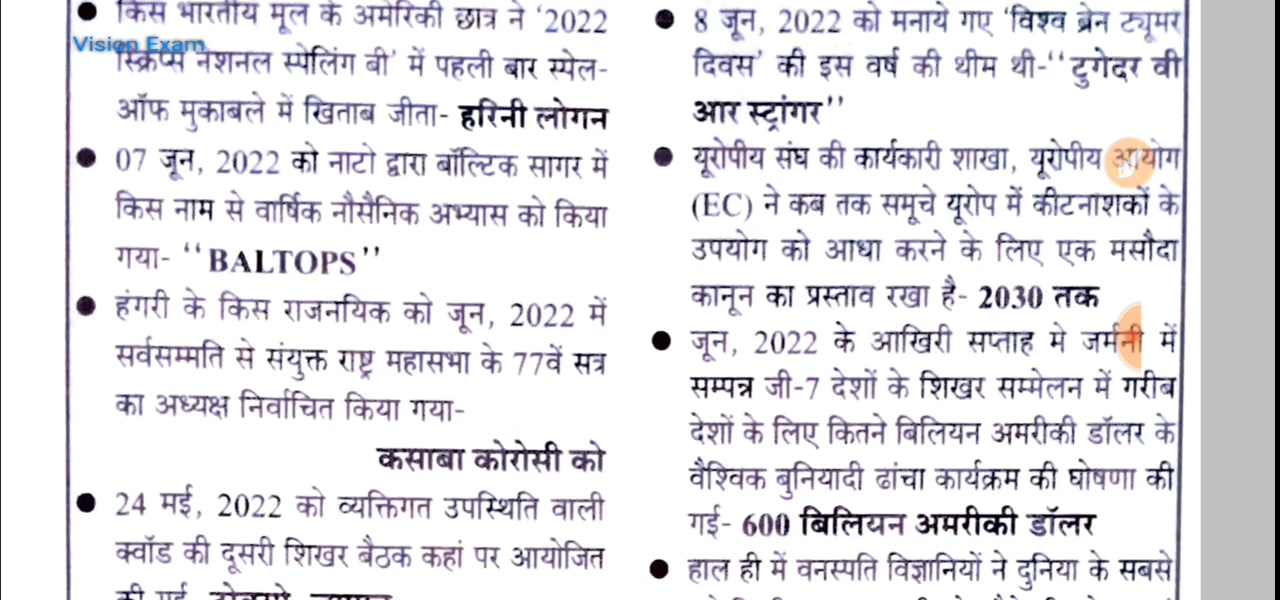 किस भारतीय मूल के अमेरिकी छात्र ने ‘2022
Vision Exam
स्क्रिप्स नेशनल स्पेलिंग बी’ में पहली बार स्पेल-
ऑफ मुकाबले में खिताब जीता- हरिनी लोगन
07 जून, 2022 को नाटो द्वारा बॉल्टिक सागर में
किस नाम से वार्षिक नौसैनिक अभ्यास को किया
गया- ‘‘BALTOPS’’
हंगरी के किस राजनयिक को जून, 2022 में
सर्वसम्मति से संयुक्त राष्ट्र महासभा के 77वें सत्र
का अध्यक्ष निर्वाचित किया गया-
कसाबा कोरोसी को
24 मई, 2022 को व्यक्तिगत उपस्थिति वाली
क्वॉड की दूसरी शिखर बैठक कहां पर आयोजित
8 जून, 2022 को मनाये गए ‘विश्व ब्रेन ट्यूमर
दिवस’ की इस वर्ष की थीम थी-‘‘टुगेदर वी
आर स्ट्रांगर’’
यूरोपीय संघ की कार्यकारी शाखा, यूरोपीय आयोग
(EC) ने कब तक समूचे यूरोप में कीटनाशकों के
उपयोग को आधा करने के लिए एक मसौदा
कानून का प्रस्ताव रखा है- 2030 तक
जून, 2022 के आखिरी सप्ताह मे जर्मनी में
सम्पन्न जी-7 देशों के शिखर सम्मेलन में गरीब
देशों के लिए कितने बिलियन अमरीकी डॉलर के
वैश्विक बुनियादी ढांचा कार्यक्रम की घोषणा की
गई- 600 बिलियन अमरीकी डॉलर
हाल ही में वनस्पति विज्ञानियों ने दुनिया के सबसे